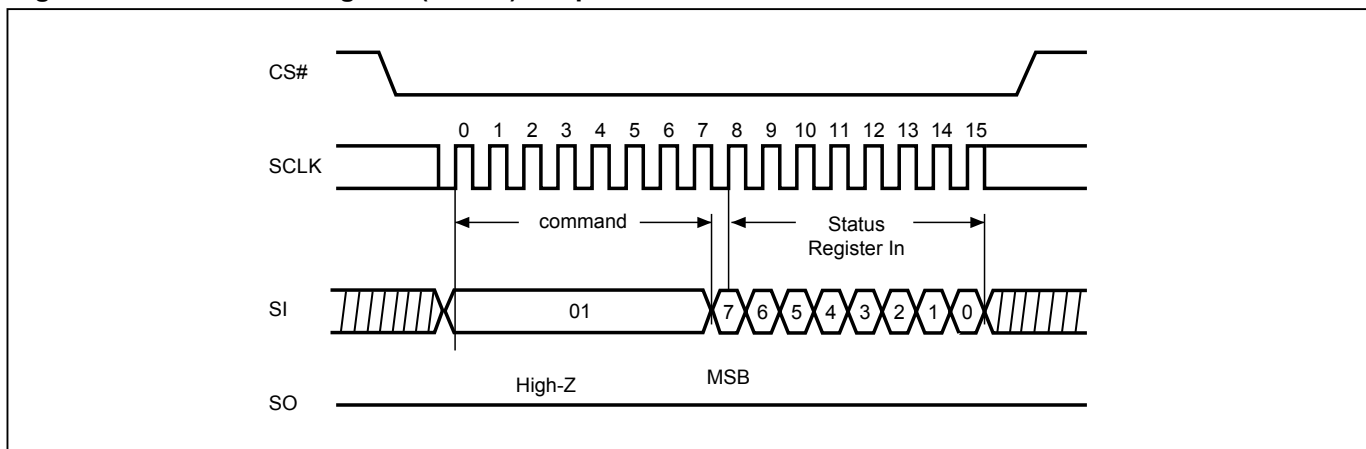 CS#
0 1 2 3 4 5 6 7 8 9 10 11 12 13 14 15
SCLK
command
Status
Register In
SI
01
7 6 5 4 3 2 1 0
High-Z
MSB
SO